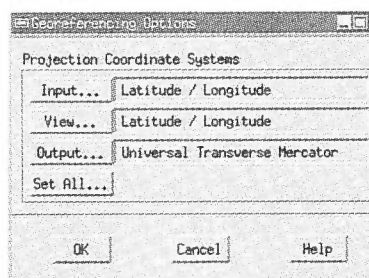 Georeferencing Options
Projection Coordinate Systems
Input... Latitude / Longitude
View... Latitude / Longitude
Output... Universal Transverse Mercator
Set All...
OK Cancel Help